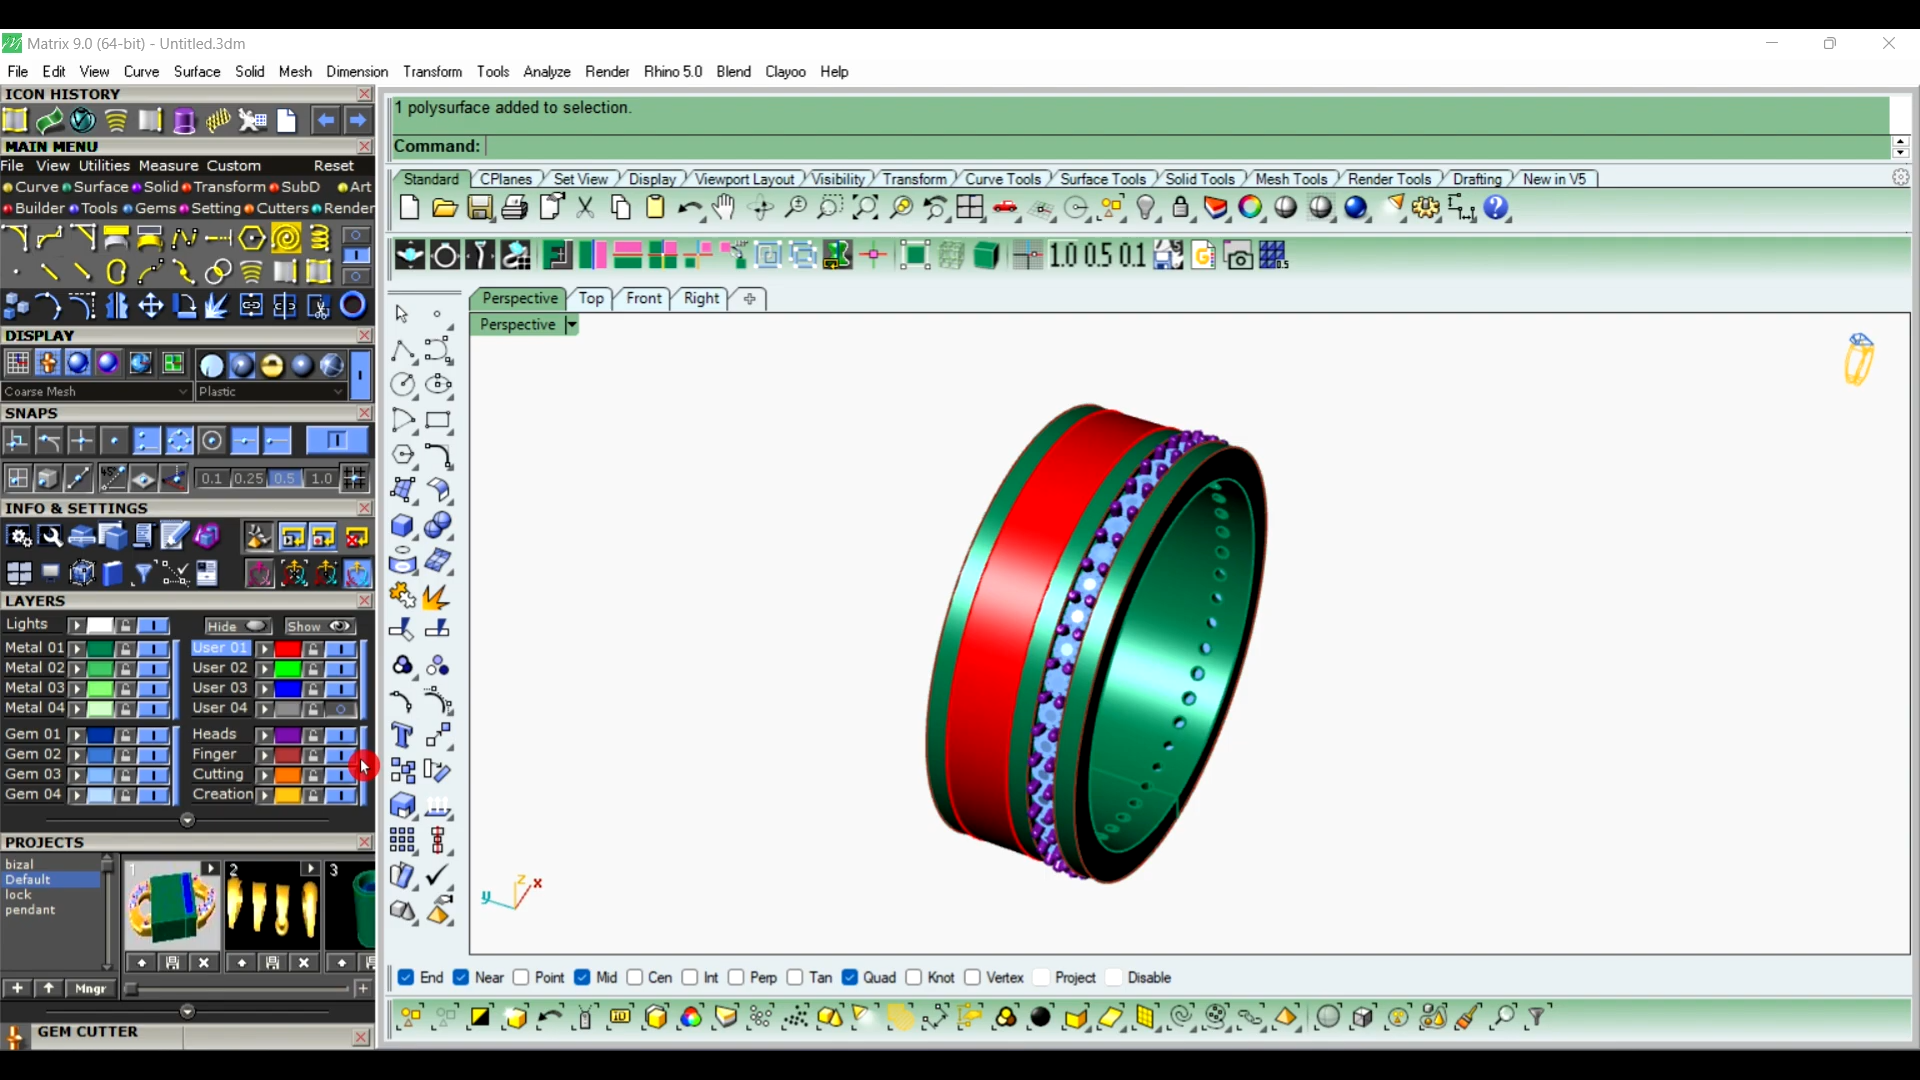 Matrix 9.0 (64-bit) - Untitled.3dm
File Edit View Curve Surface Solid Mesh Dimension Transform Tools Analyze Render Rhino 5.0 Blend Clayoo Help
ICON HISTORY
MAIN MENU
File View Utilities Measure Custom Reset
Curve Surface Solid Transform SubD Art
Builder Tools Gems Setting Cutters Render
DISPLAY
Coarse Mesh Plastic
SNAPS
0.1 0.25 0.5 1.0
INFO & SETTINGS
LAYERS
Lights Hide Show
Metal 01 User 01
Metal 02 User 02
Metal 03 User 03
Metal 04 User 04
Gem 01 Heads
Gem 02 Finger
Gem 03 Cutting
Gem 04 Creation
PROJECTS
bizal
Default
lock
pendant
1 2 3
Mngr
GEM CUTTER
1 polysurface added to selection.
Command:
Standard CPlanes Set View Display Viewport Layout Visibility Transform Curve Tools Surface Tools Solid Tools Mesh Tools Render Tools Drafting New in V5
1.0 0.5 0.1
Perspective Top Front Right
Perspective
z x y
End Near Point Mid Cen Int Perp Tan Quad Knot Vertex Project Disable